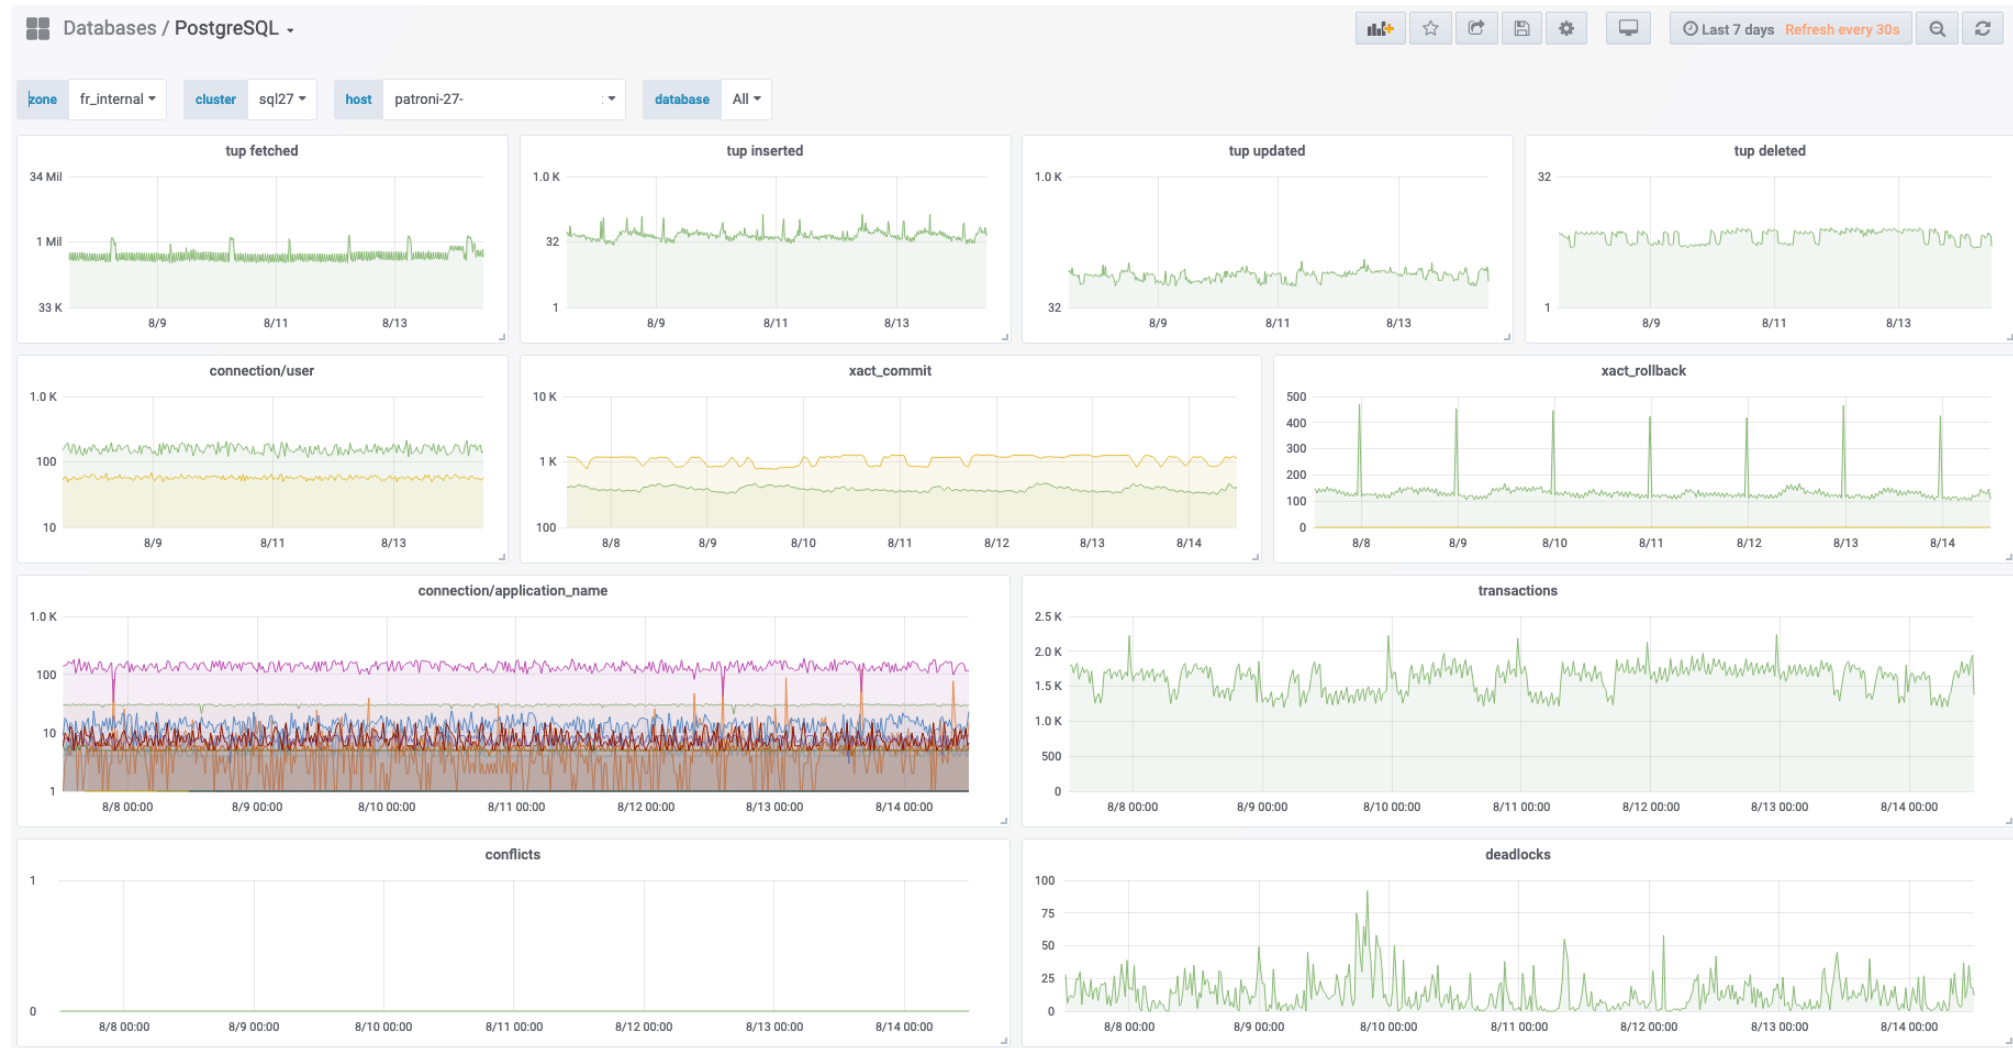 Databases / PostgreSQL
Last 7 days Refresh every 30s
zone fr_internal cluster sql27 host patroni-27- : database All
tup fetched
34 Mil
1 Mil
33 K
8/9 8/11 8/13
tup inserted
1.0 K
32
1
8/9 8/11 8/13
tup updated
1.0 K
32
8/9 8/11 8/13
tup deleted
32
1
8/9 8/11 8/13
connection/user
1.0 K
100
10
8/9 8/11 8/13
xact_commit
10 K
1 K
100
8/8 8/9 8/10 8/11 8/12 8/13 8/14
xact_rollback
500
400
300
200
100
0
8/8 8/9 8/10 8/11 8/12 8/13 8/14
connection/application_name
1.0 K
100
10
1
8/8 00:00 8/9 00:00 8/10 00:00 8/11 00:00 8/12 00:00 8/13 00:00 8/14 00:00
transactions
2.5 K
2.0 K
1.5 K
1.0 K
500
0
8/8 00:00 8/9 00:00 8/10 00:00 8/11 00:00 8/12 00:00 8/13 00:00 8/14 00:00
conflicts
1
0
8/8 00:00 8/9 00:00 8/10 00:00 8/11 00:00 8/12 00:00 8/13 00:00 8/14 00:00
deadlocks
100
75
50
25
0
8/8 00:00 8/9 00:00 8/10 00:00 8/11 00:00 8/12 00:00 8/13 00:00 8/14 00:00